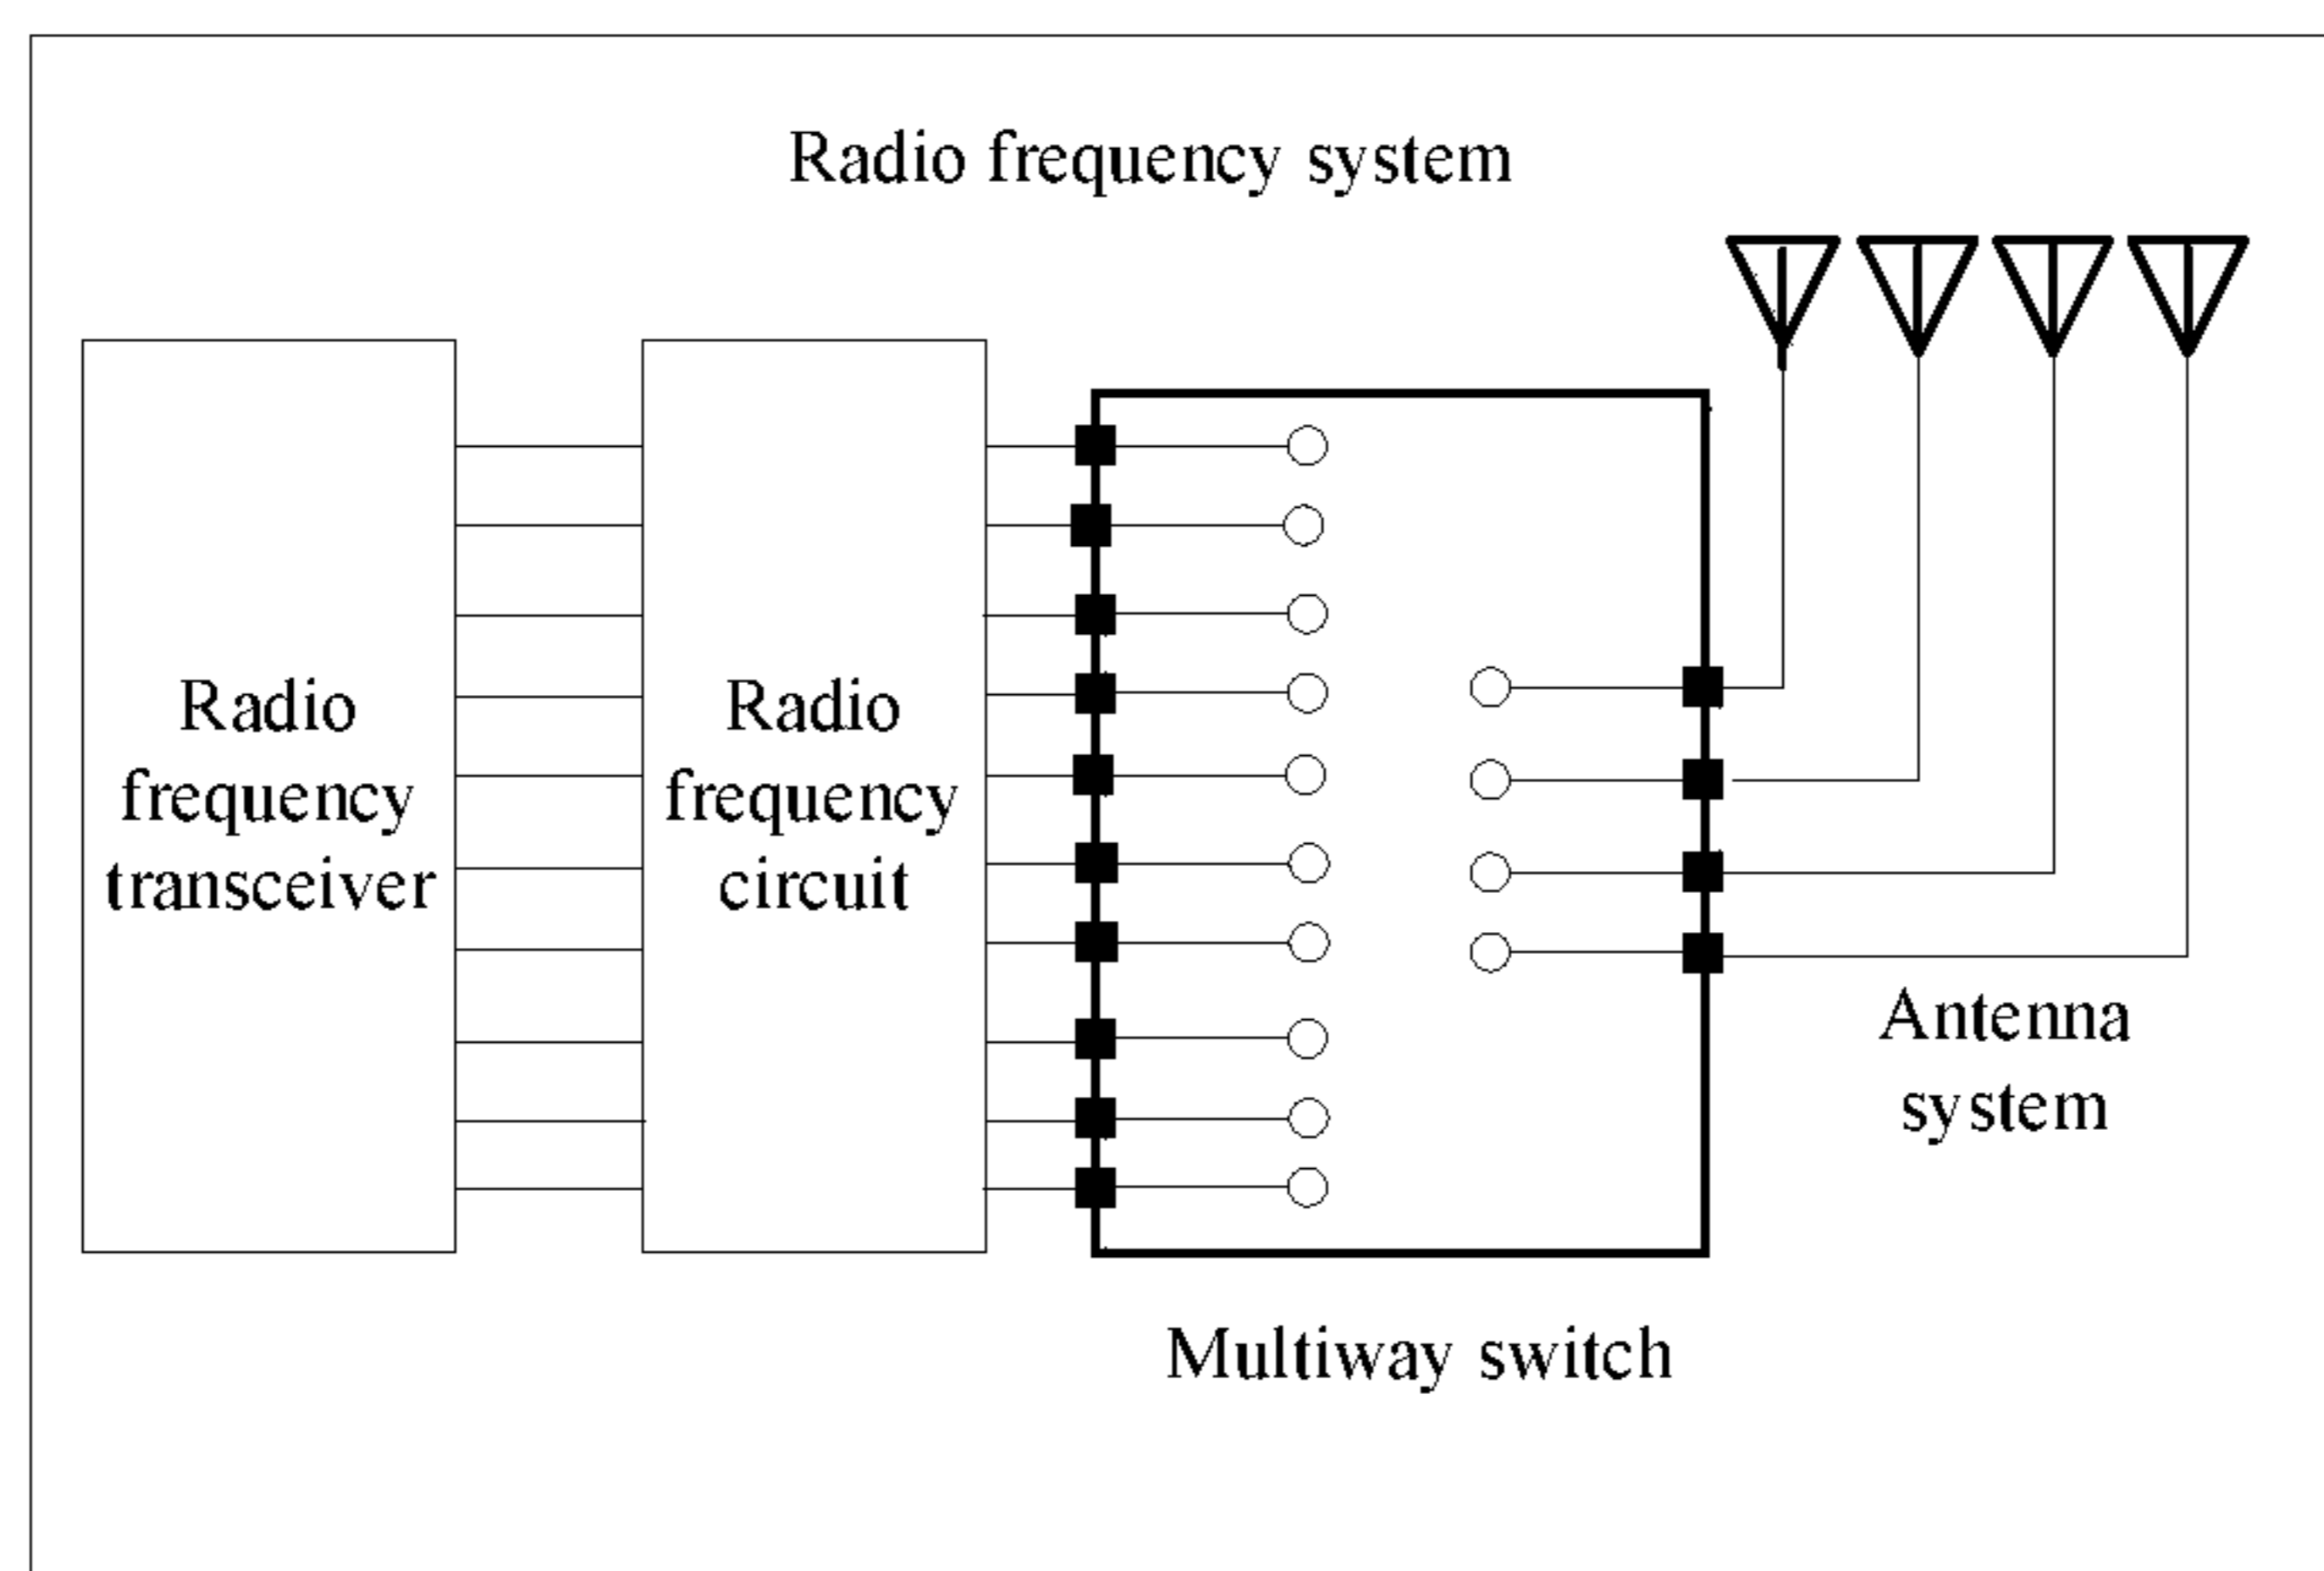 Radio frequency system
Radio
frequency
transceiver
Radio
frequency
circuit
Antenna
system
Multiway switch